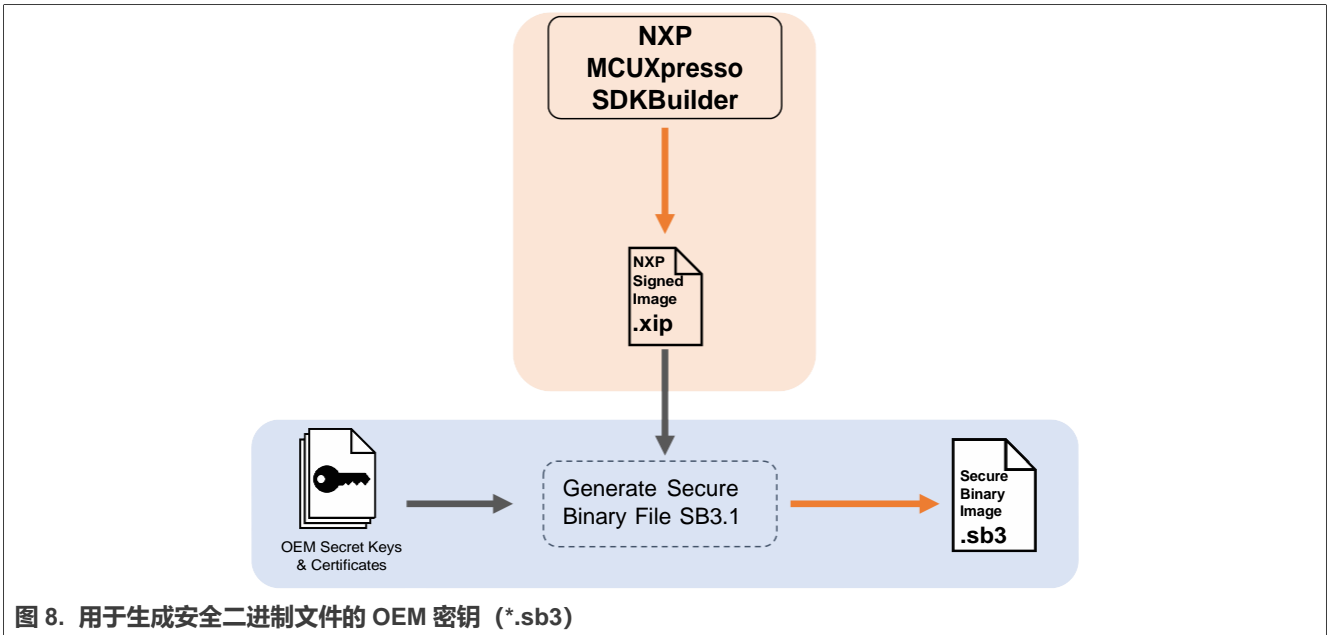 NXP
MCUXpresso
SDKBuilder
NXP
Signed
Image
.xip
Generate Secure
Binary File SB3.1
Secure
Binary
Image
.sb3
OEM Secret Keys
& Certificates
图 8. 用于生成安全二进制文件的 OEM 密钥（*.sb3）